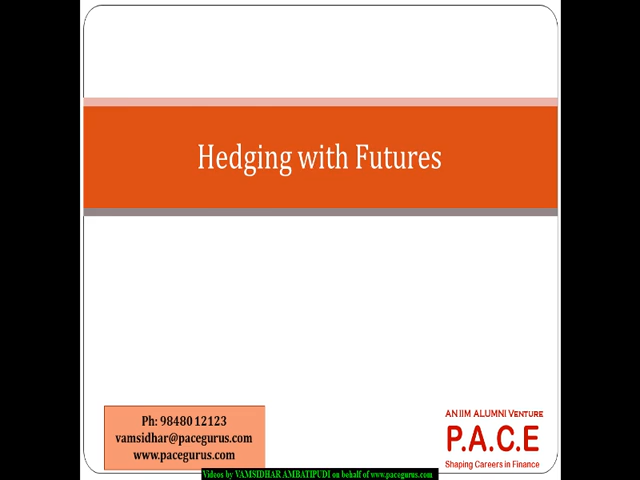 Hedging with Futures
Ph: 98480 12123
vamsidhar@pacegurus.com
www.pacegurus.com
AN IIM ALUMNI VENTURE
P.A.C.E
Shaping Careers in Finance
Videos by VAMSIDHAR AMBATIPUDI on behalf of www.pacegurus.com